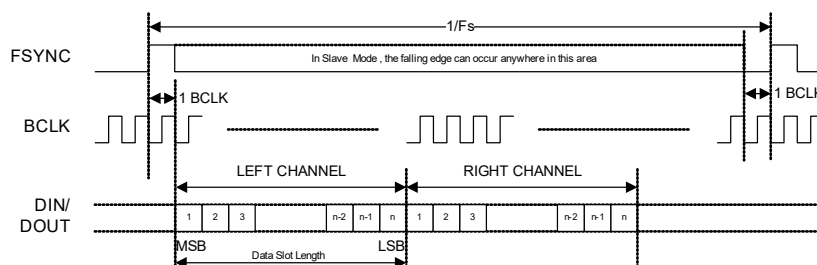 1/Fs
FSYNC
In Slave Mode , the falling edge can occur anywhere in this area
1 BCLK
1 BCLK
BCLK
LEFT CHANNEL
RIGHT CHANNEL
DIN/
DOUT
1 2 3 n-2 n-1 n 1 2 3 n-2 n-1 n
MSB
LSB
Data Slot Length